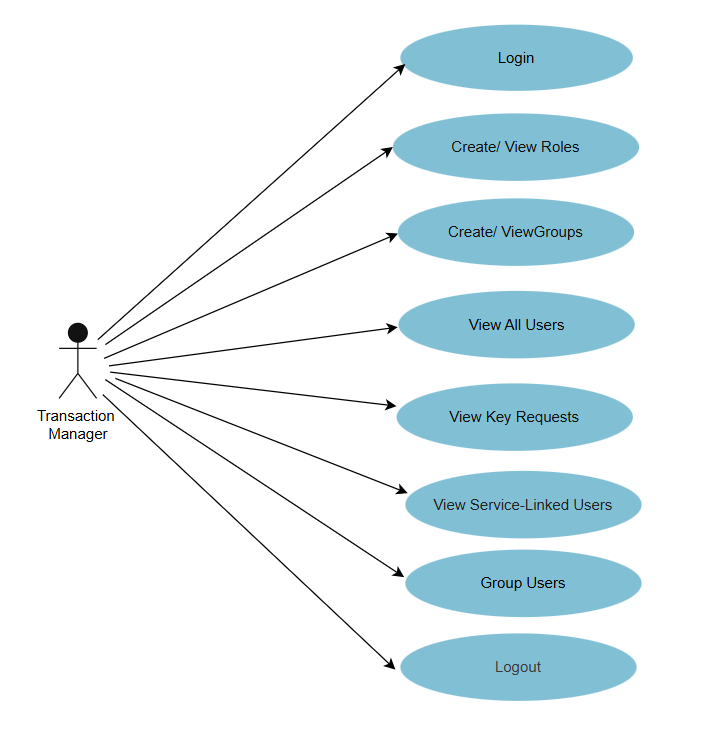 Login
Create/ View Roles
Create/ ViewGroups
View All Users
View Key Requests
View Service-Linked Users
Group Users
Logout
Transaction
Manager